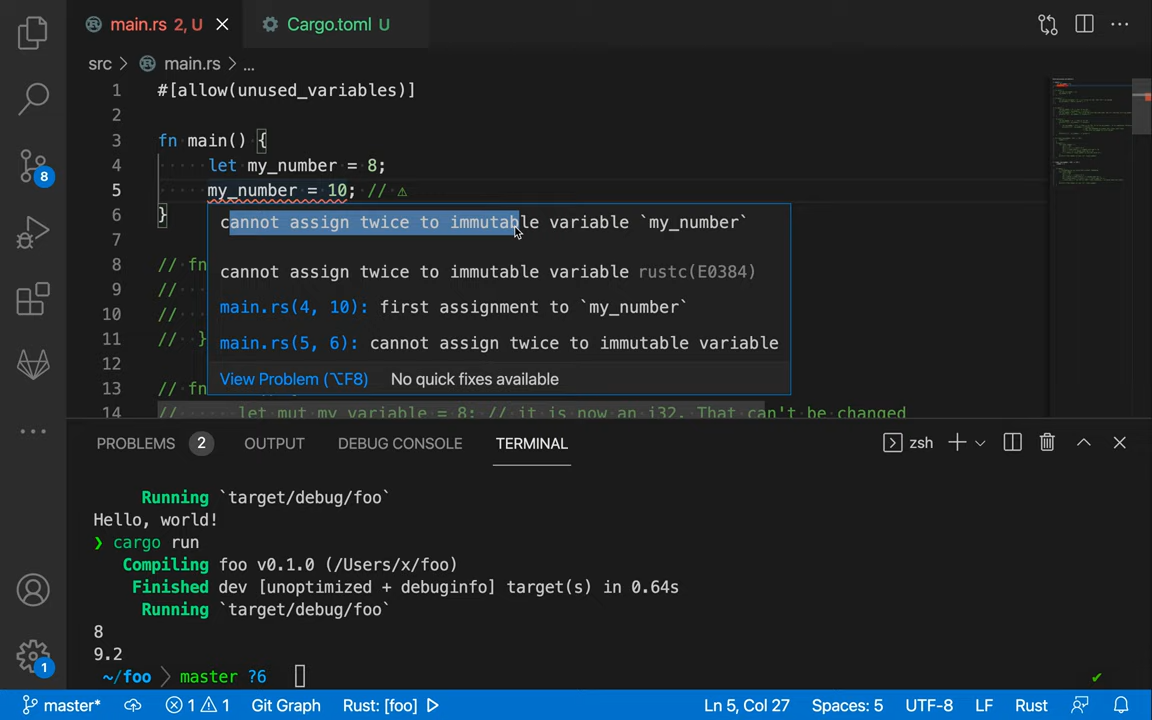 main.rs 2, U
Cargo.toml U
src > main.rs > ...
1 #[allow(unused_variables)]
2
3 fn main() {
4 let my_number = 8;
5 my_number = 10; // ⚠
6 }
cannot assign twice to immutable variable `my_number`
7
8 // fn
cannot assign twice to immutable variable rustc(E0384)
9 //
10 //
main.rs(4, 10): first assignment to `my_number`
11 // }
main.rs(5, 6): cannot assign twice to immutable variable
12
View Problem (⌥F8) No quick fixes available
13 // fn
14 // let mut my_variable = 8; // it is now an i32. That can't be changed
PROBLEMS 2 OUTPUT DEBUG CONSOLE TERMINAL zsh
Running `target/debug/foo`
Hello, world!
❯ cargo run
Compiling foo v0.1.0 (/Users/x/foo)
Finished dev [unoptimized + debuginfo] target(s) in 0.64s
Running `target/debug/foo`
8
9.2
~/foo > master ?6
8
1
master* 1 1 Git Graph Rust: [foo] Ln 5, Col 27 Spaces: 5 UTF-8 LF Rust